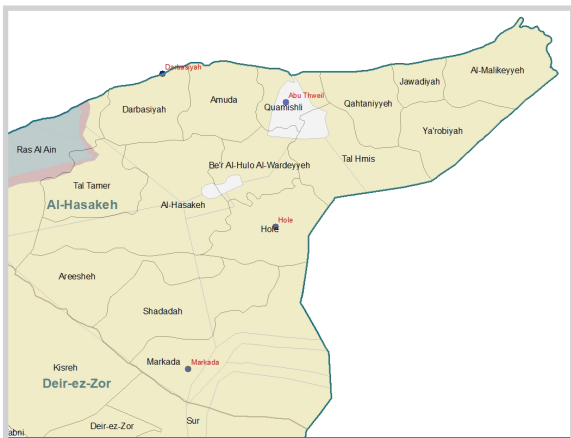 Darbasiyah
Al-Malikeyyeh
Jawadiyah
Abu Thweil
Amuda
Quamishli
Qahtaniyyeh
Darbasiyah
Ya'robiyah
Ras Al Ain
Tal Hmis
Be'r Al-Hulo Al-Wardeyyeh
Tal Tamer
Al-Hasakeh
Al-Hasakeh
Hole
Hole
Areesheh
Shadadah
Markada
Markada
Kisreh
Deir-ez-Zor
Sur
Deir-ez-Zor
abni